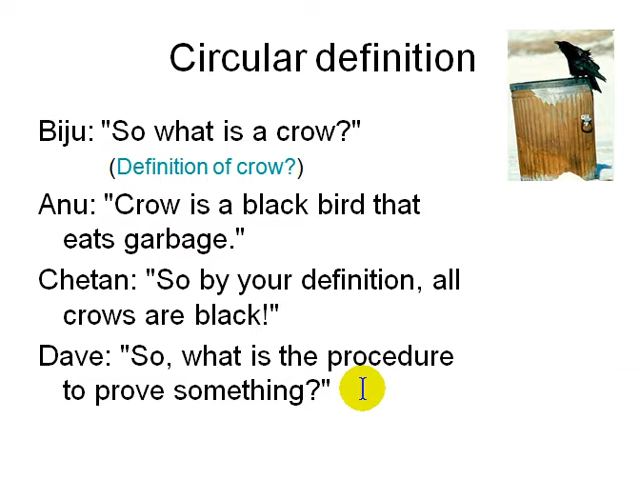 Circular definition
Biju: "So what is a crow?"
(Definition of crow?)
Anu: "Crow is a black bird that
eats garbage."
Chetan: "So by your definition, all
crows are black!"
Dave: "So, what is the procedure
to prove something?"